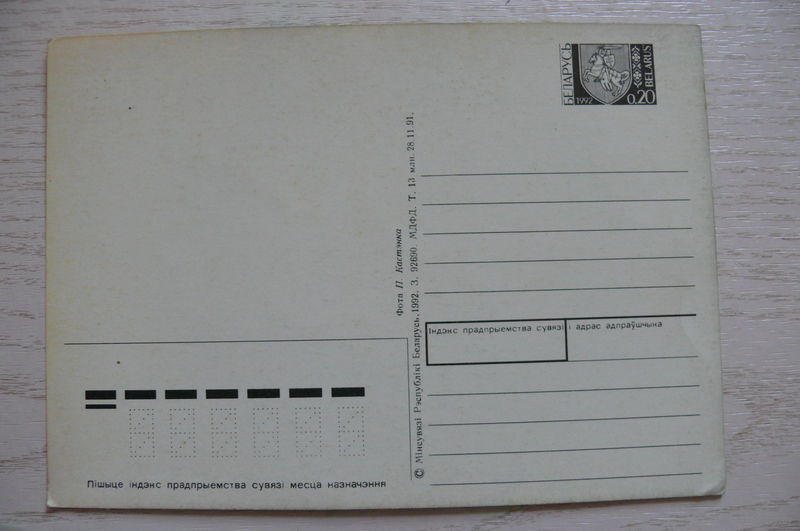 БЕЛАРУСЬ
1992
0.20
BELARUS
Фота П. Кастэнка
© Мінсувязі Рэспублікі Беларусь, 1992. З. 92690. МДФД. Т. 13 млн. 28.11.91.
Індэкс прадпрыемства сувязі і адрас адпраўшчыка
Пішыце індэкс прадпрыемства сувязі месца назначэння